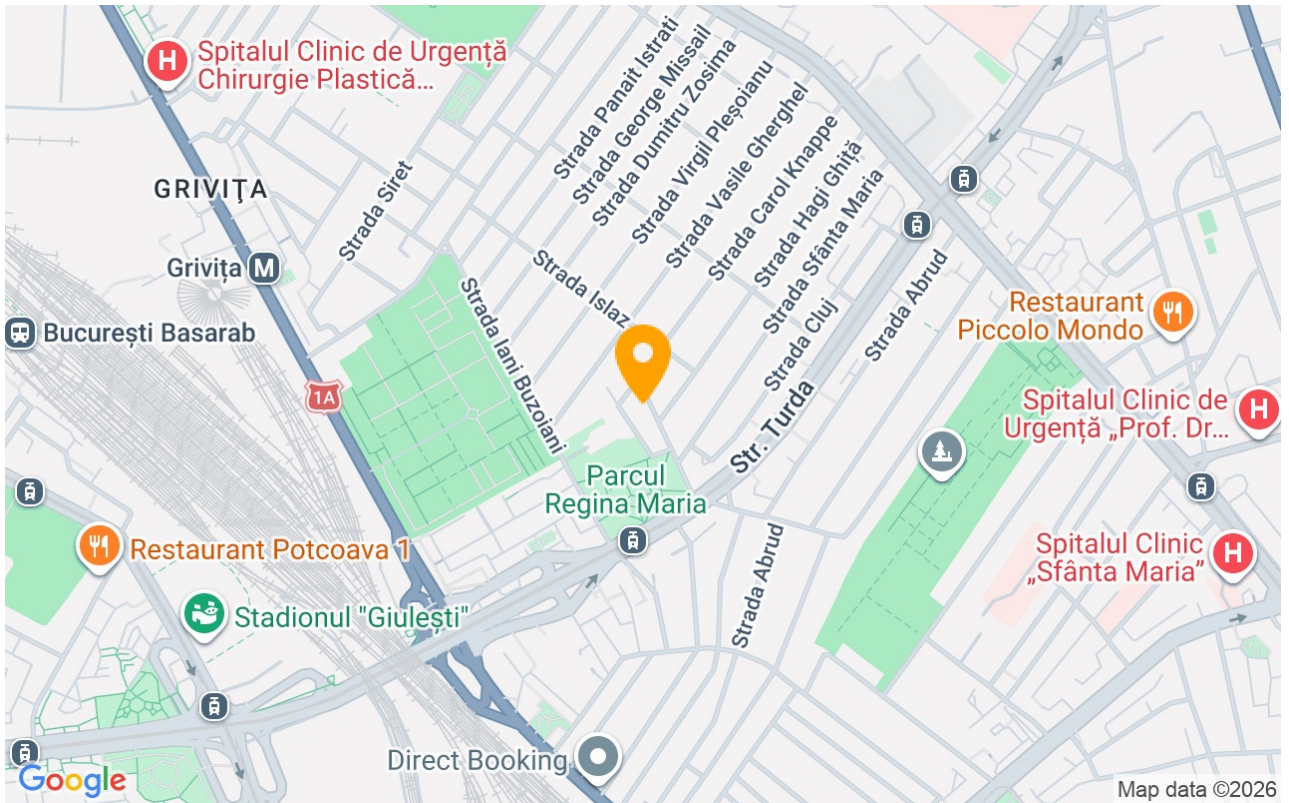 Spitalul Clinic de Urgență
Chirurgie Plastică...
Strada Panait Istrati
Strada George Missail
Strada Dumitru Zosima
Strada Virgil Pleșoianu
Strada Vasile Gherghel
Strada Carol Knappe
Strada Hagi Ghiță
Strada Sfânta Maria
GRIVIŢA
Strada Siret
Grivița
M
Strada Islaz
București Basarab
Strada Iani Buzoiani
1A
Strada Cluj
Strada Abrud
Restaurant
Piccolo Mondo
Str. Turda
Spitalul Clinic de
Urgență „Prof. Dr...
Parcul
Regina Maria
Restaurant Potcoava 1
Spitalul Clinic
„Sfânta Maria”
Strada Abrud
Stadionul "Giulești"
Direct Booking
Google
Map data ©2026
H
H
H